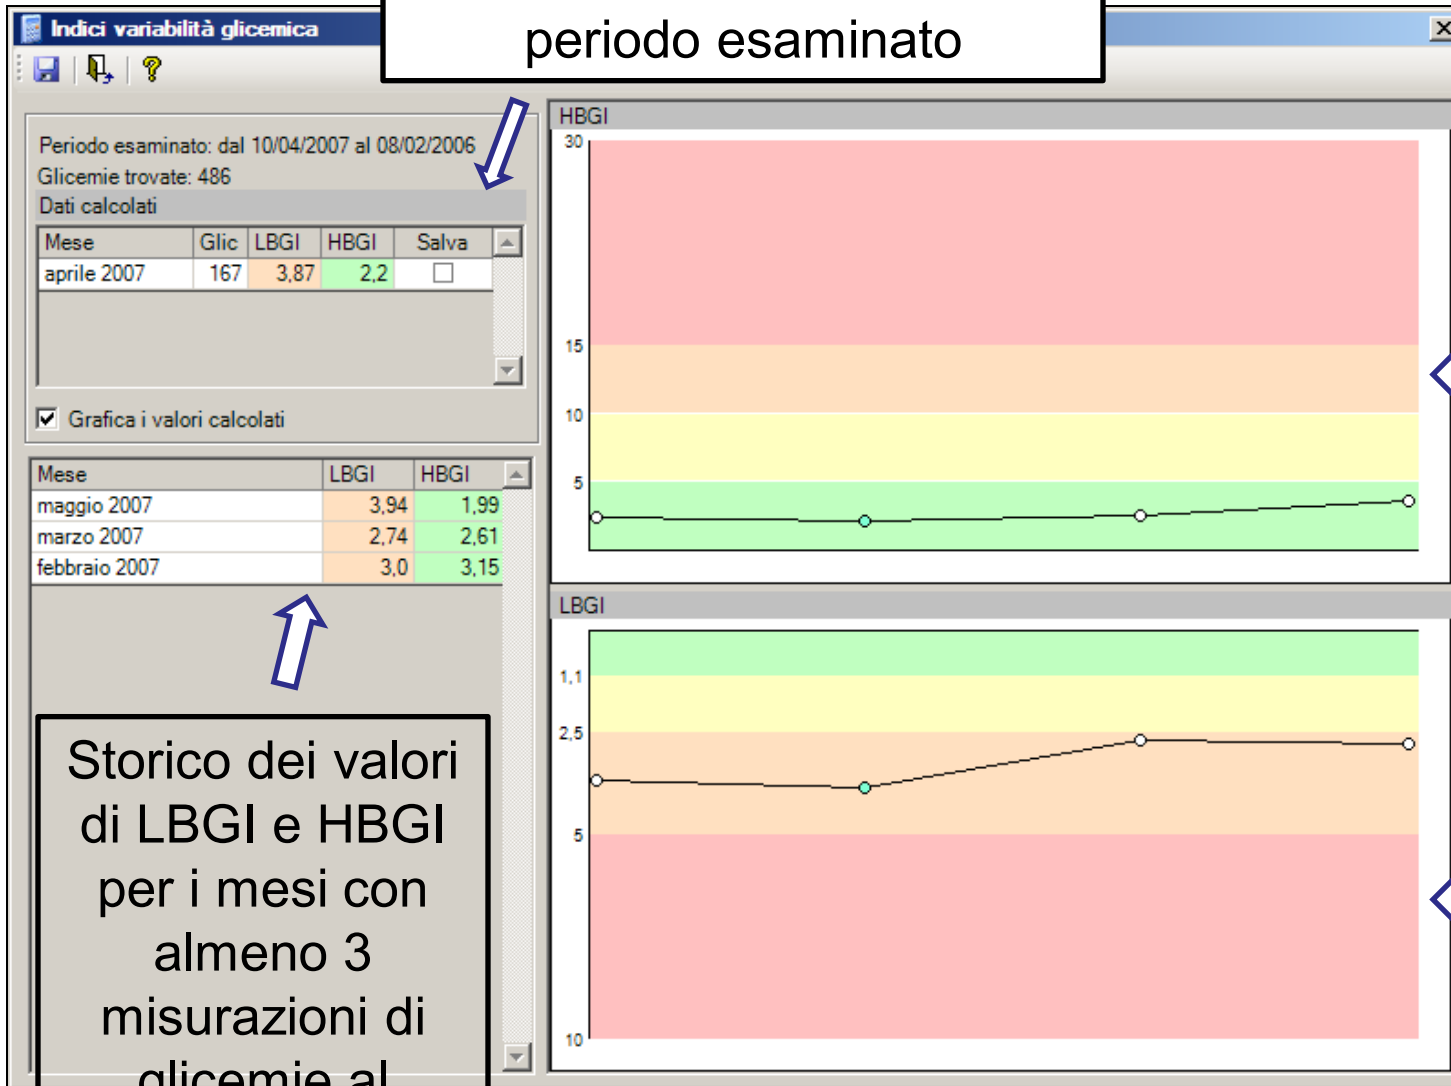 periodo esaminato
Indici variabilità glicemica
Periodo esaminato: dal 10/04/2007 al 08/02/2006
Glicemie trovate: 486
Dati calcolati
Mese Glic LBGI HBGI Salva
aprile 2007 167 3,87 2,2
Grafica i valori calcolati
Mese LBGI HBGI
maggio 2007 3,94 1,99
marzo 2007 2,74 2,61
febbraio 2007 3,0 3,15
Storico dei valori
di LBGI e HBGI
per i mesi con
almeno 3
misurazioni di
glicemie al
HBGI
30
15
10
5
LBGI
1,1
2,5
5
10